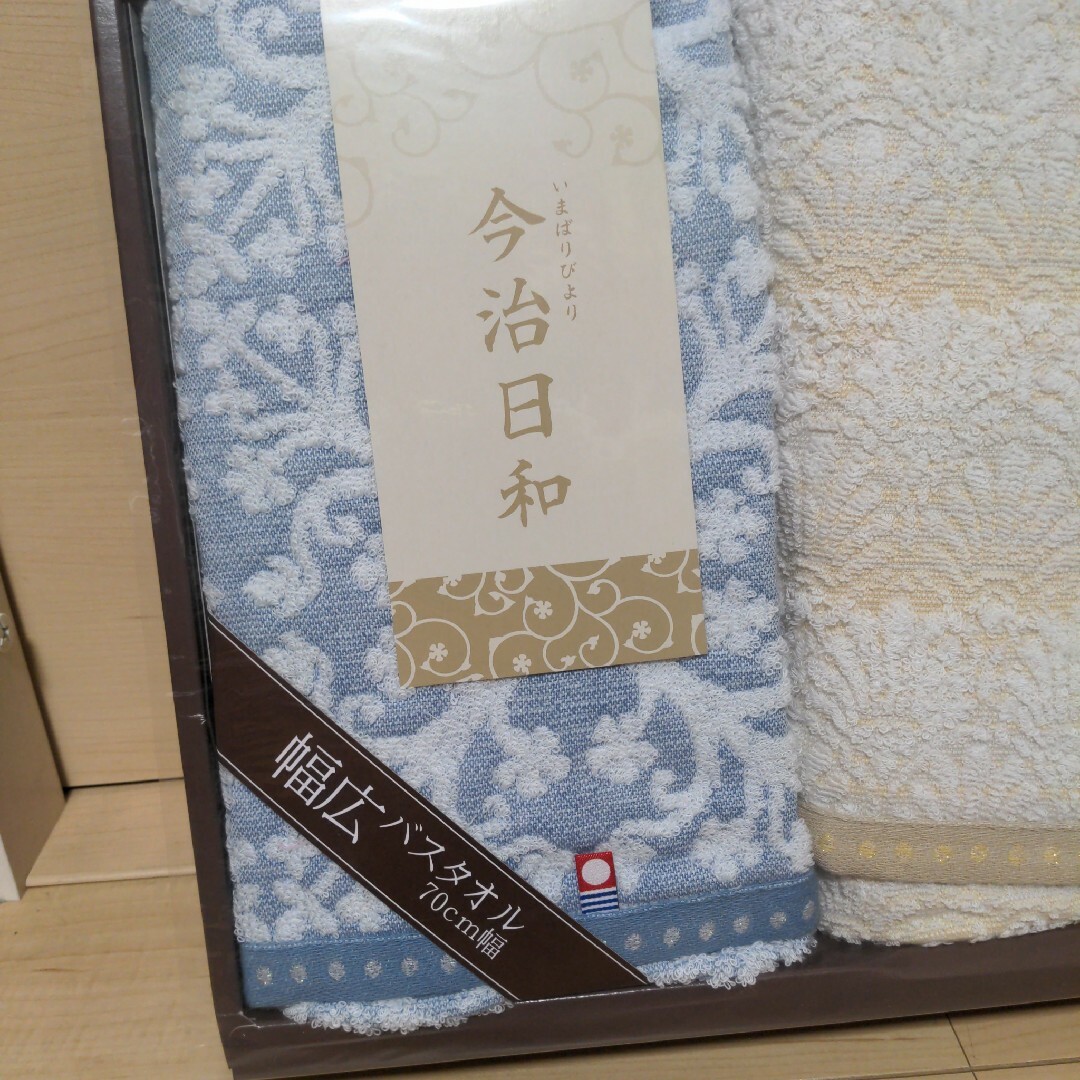 今治日和
いまばりびより
幅広バスタオル
70cm幅